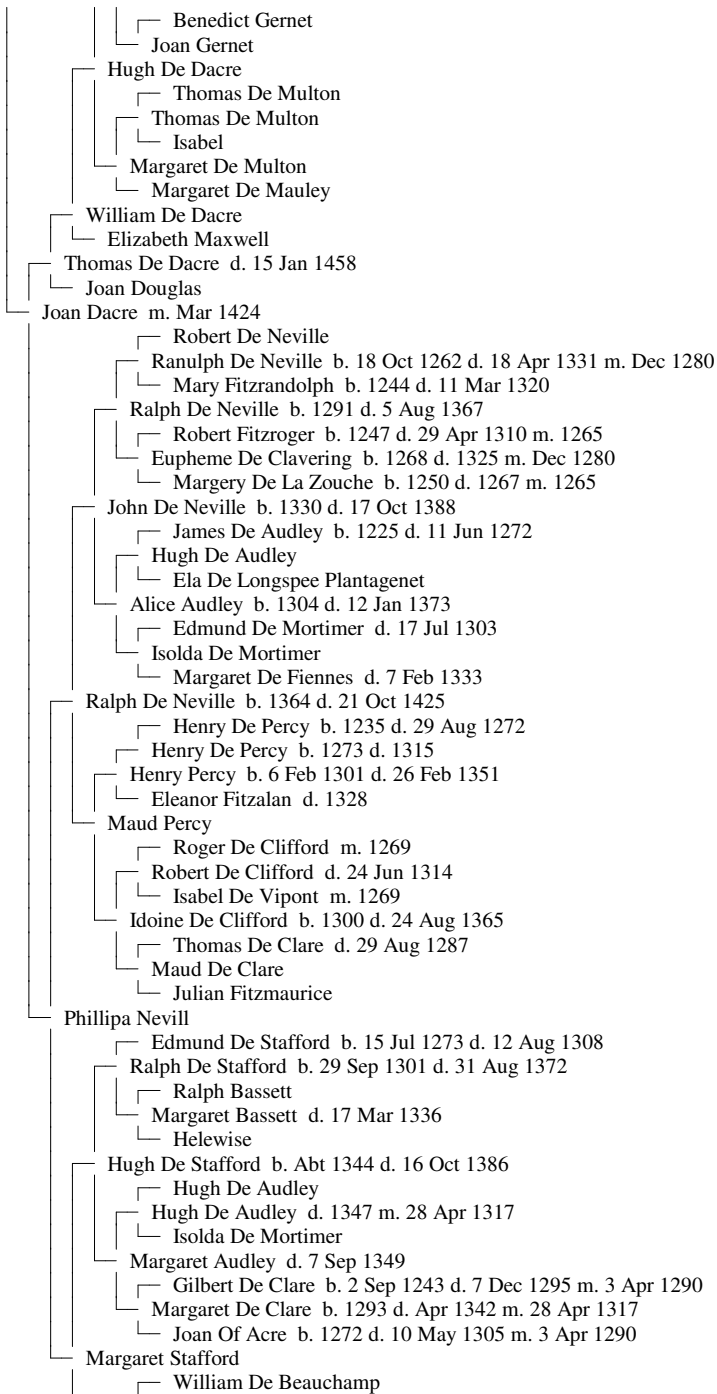 Benedict Gernet
Joan Gernet
Hugh De Dacre
Thomas De Multon
Thomas De Multon
Isabel
Margaret De Multon
Margaret De Mauley
William De Dacre
Elizabeth Maxwell
Thomas De Dacre d. 15 Jan 1458
Joan Douglas
Joan Dacre m. Mar 1424
Robert De Neville
Ranulph De Neville b. 18 Oct 1262 d. 18 Apr 1331 m. Dec 1280
Mary Fitzrandolph b. 1244 d. 11 Mar 1320
Ralph De Neville b. 1291 d. 5 Aug 1367
Robert Fitzroger b. 1247 d. 29 Apr 1310 m. 1265
Eupheme De Clavering b. 1268 d. 1325 m. Dec 1280
Margery De La Zouche b. 1250 d. 1267 m. 1265
John De Neville b. 1330 d. 17 Oct 1388
James De Audley b. 1225 d. 11 Jun 1272
Hugh De Audley
Ela De Longspee Plantagenet
Alice Audley b. 1304 d. 12 Jan 1373
Edmund De Mortimer d. 17 Jul 1303
Isolda De Mortimer
Margaret De Fiennes d. 7 Feb 1333
Ralph De Neville b. 1364 d. 21 Oct 1425
Henry De Percy b. 1235 d. 29 Aug 1272
Henry De Percy b. 1273 d. 1315
Henry Percy b. 6 Feb 1301 d. 26 Feb 1351
Eleanor Fitzalan d. 1328
Maud Percy
Roger De Clifford m. 1269
Robert De Clifford d. 24 Jun 1314
Isabel De Vipont m. 1269
Idoine De Clifford b. 1300 d. 24 Aug 1365
Thomas De Clare d. 29 Aug 1287
Maud De Clare
Julian Fitzmaurice
Phillipa Nevill
Edmund De Stafford b. 15 Jul 1273 d. 12 Aug 1308
Ralph De Stafford b. 29 Sep 1301 d. 31 Aug 1372
Ralph Bassett
Margaret Bassett d. 17 Mar 1336
Helewise
Hugh De Stafford b. Abt 1344 d. 16 Oct 1386
Hugh De Audley
Hugh De Audley d. 1347 m. 28 Apr 1317
Isolda De Mortimer
Margaret Audley d. 7 Sep 1349
Gilbert De Clare b. 2 Sep 1243 d. 7 Dec 1295 m. 3 Apr 1290
Margaret De Clare b. 1293 d. Apr 1342 m. 28 Apr 1317
Joan Of Acre b. 1272 d. 10 May 1305 m. 3 Apr 1290
Margaret Stafford
William De Beauchamp